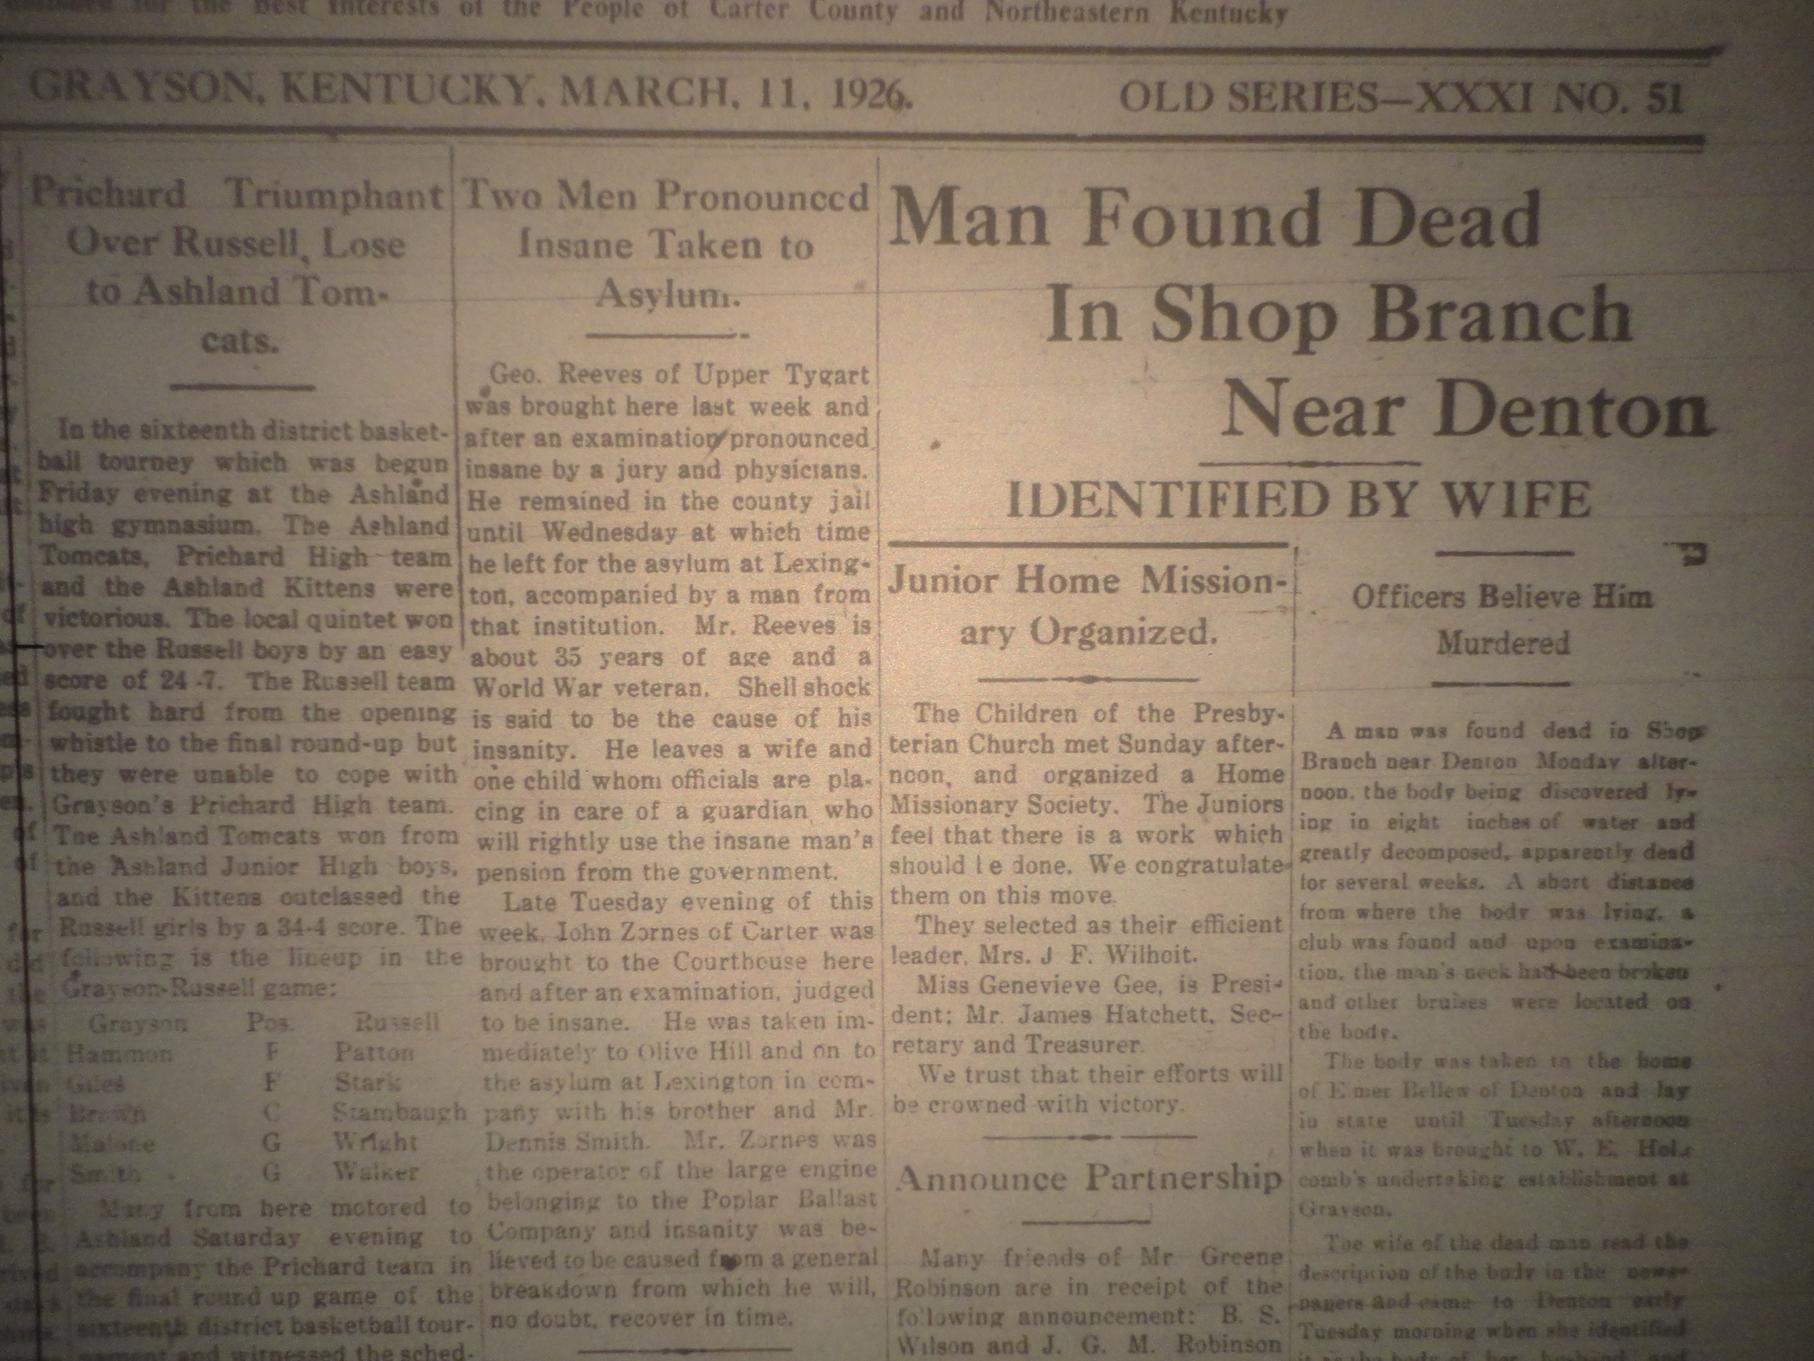 for the Best Interests of the People of Carter County and Northeastern Kentucky
GRAYSON, KENTUCKY, MARCH, 11, 1926.
OLD SERIES—XXXI NO. 51
Prichard Triumphant
Over Russell, Lose
to Ashland Tom-
cats.
In the sixteenth district basket-
ball tourney which was begun
Friday evening at the Ashland
high gymnasium. The Ashland
Tomcats, Prichard High team
and the Ashland Kittens were
victorious. The local quintet won
over the Russell boys by an easy
score of 24-7. The Russell team
fought hard from the opening
whistle to the final round-up but
they were unable to cope with
Grayson's Prichard High team.
The Ashland Tomcats won from
the Ashland Junior High boys,
and the Kittens outclassed the
Russell girls by a 34-4 score. The
following is the lineup in the
Grayson-Russell game:
Grayson Pos. Russell
Hammon F Patton
Giles F Stark
Brown C Stambaugh
Malone G Wright
Smith G Walker
Many from here motored to
Ashland Saturday evening to
accompany the Prichard team in
the final round up game of the
sixteenth district basketball tour-
nament and witnessed the sched-
Two Men Pronounced
Insane Taken to
Asylum.
Geo. Reeves of Upper Tygart
was brought here last week and
after an examination pronounced
insane by a jury and physicians.
He remained in the county jail
until Wednesday at which time
he left for the asylum at Lexing-
ton, accompanied by a man from
that institution. Mr. Reeves is
about 35 years of age and a
World War veteran. Shell shock
is said to be the cause of his
insanity. He leaves a wife and
one child whom officials are pla-
cing in care of a guardian who
will rightly use the insane man's
pension from the government.
Late Tuesday evening of this
week, John Zornes of Carter was
brought to the Courthouse here
and after an examination, judged
to be insane. He was taken im-
mediately to Olive Hill and on to
the asylum at Lexington in com-
pany with his brother and Mr.
Dennis Smith. Mr. Zornes was
the operator of the large engine
belonging to the Poplar Ballast
Company and insanity was be-
lieved to be caused from a general
breakdown from which he will,
no doubt, recover in time.
Man Found Dead
In Shop Branch
Near Denton
IDENTIFIED BY WIFE
Junior Home Mission-
ary Organized.
The Children of the Presby-
terian Church met Sunday after-
noon, and organized a Home
Missionary Society. The Juniors
feel that there is a work which
should be done. We congratulate
them on this move.
They selected as their efficient
leader, Mrs. J F. Wilhoit.
Miss Genevieve Gee, is Presi-
dent; Mr. James Hatchett, Sec-
retary and Treasurer.
We trust that their efforts will
be crowned with victory.
Announce Partnership
Many friends of Mr Greene
Robinson are in receipt of the
following announcement: B. S.
Wilson and J. G. M. Robinson
Officers Believe Him
Murdered
A man was found dead in Shop
Branch near Denton Monday after-
noon, the body being discovered ly-
ing in eight inches of water and
greatly decomposed, apparently dead
for several weeks. A short distance
from where the body was lying, a
club was found and upon examina-
tion, the man's neck had been broken
and other bruises were located on
the body.
The body was taken to the home
of Elmer Bellew of Denton and lay
in state until Tuesday afternoon
when it was brought to W. E. Hol-
comb's undertaking establishment at
Grayson.
The wife of the dead man read the
description of the body in the news-
papers and came to Denton early
Tuesday morning when she identified
it as the body of her husband and